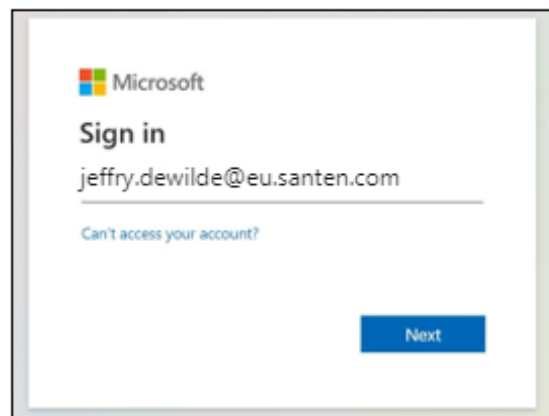 Microsoft
Sign in
jeffry.dewilde@eu.santen.com
Can't access your account?
Next